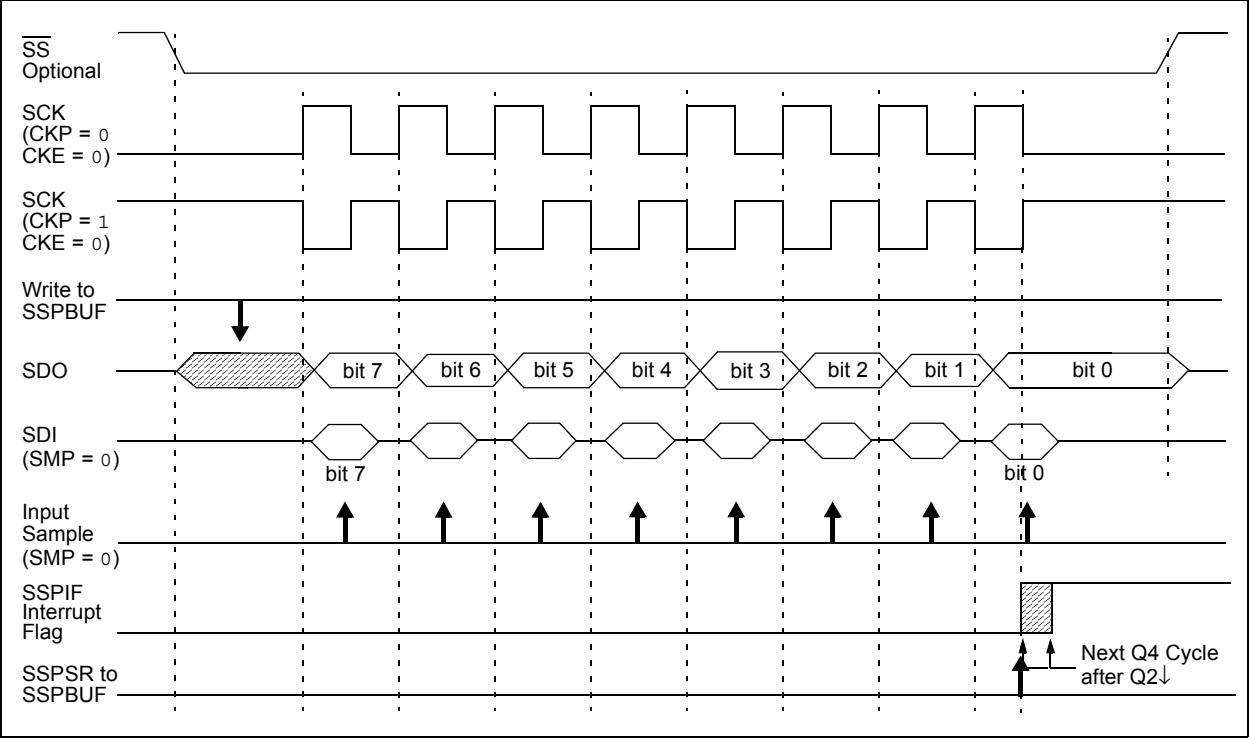 SS
Optional
SCK
(CKP = 0
CKE = 0)
SCK
(CKP = 1
CKE = 0)
Write to
SSPBUF
SDO
bit 7 bit 6 bit 5 bit 4 bit 3 bit 2 bit 1 bit 0
SDI
(SMP = 0)
bit 7 bit 0
Input
Sample
(SMP = 0)
SSPIF
Interrupt
Flag
Next Q4 Cycle
after Q2↓
SSPSR to
SSPBUF